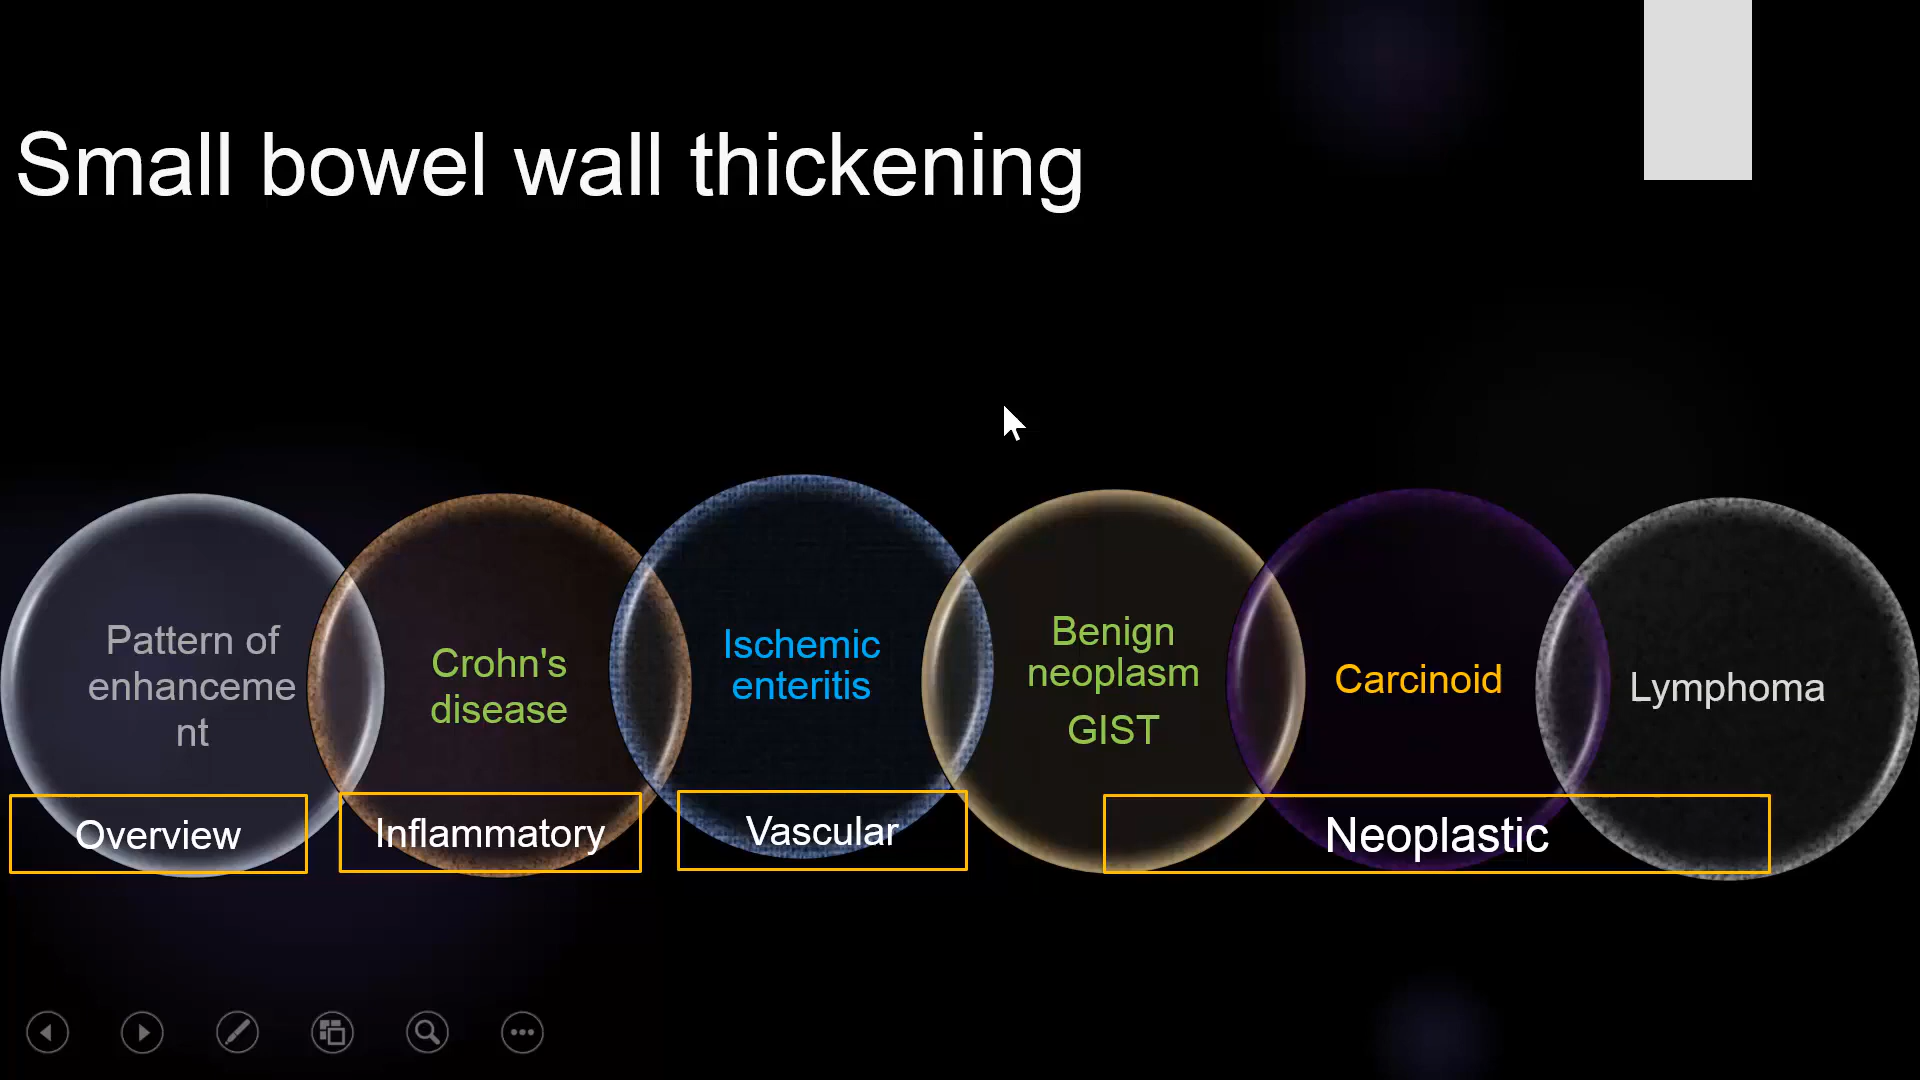 Small bowel wall thickening
Pattern of
enhanceme
nt
Crohn's
disease
Ischemic
enteritis
Benign
neoplasm
GIST
Carcinoid
Lymphoma
Overview
Inflammatory
Vascular
Neoplastic